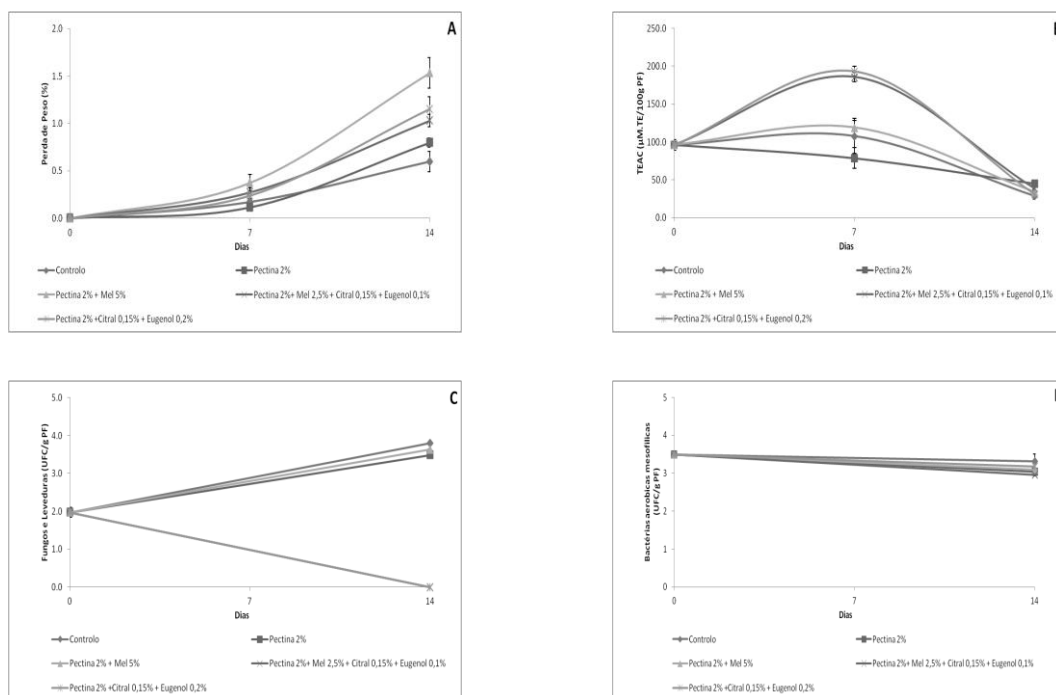 A
Perda de Peso (%)
2.0
1.5
1.0
0.5
0.0
0
7
14
Dias
Controlo
Pectina 2%
Pectina 2% + Mel 5%
Pectina 2%+ Mel 2,5% + Citral 0,15% + Eugenol 0,1%
Pectina 2% +Citral 0,15% + Eugenol 0,2%
TEAC (µM.TE/100g PF)
250.0
200.0
150.0
100.0
50.0
0.0
0
7
14
Dias
Controlo
Pectina 2%
Pectina 2% + Mel 5%
Pectina 2%+ Mel 2,5% + Citral 0,15% + Eugenol 0,1%
Pectina 2% +Citral 0,15% + Eugenol 0,2%
C
Fungos e Leveduras (UFC/g PF)
5.0
4.0
3.0
2.0
1.0
0.0
0
7
14
Dias
Controlo
Pectina 2%
Pectina 2% + Mel 5%
Pectina 2%+ Mel 2,5% + Citral 0,15% + Eugenol 0,1%
Pectina 2% +Citral 0,15% + Eugenol 0,2%
Bactérias aerobicas mesofilicas
(UFC/g PF)
5
4
3
2
1
0
0
7
14
Dias
Controlo
Pectina 2%
Pectina 2% + Mel 5%
Pectina 2%+ Mel 2,5% + Citral 0,15% + Eugenol 0,1%
Pectina 2% +Citral 0,15% + Eugenol 0,2%